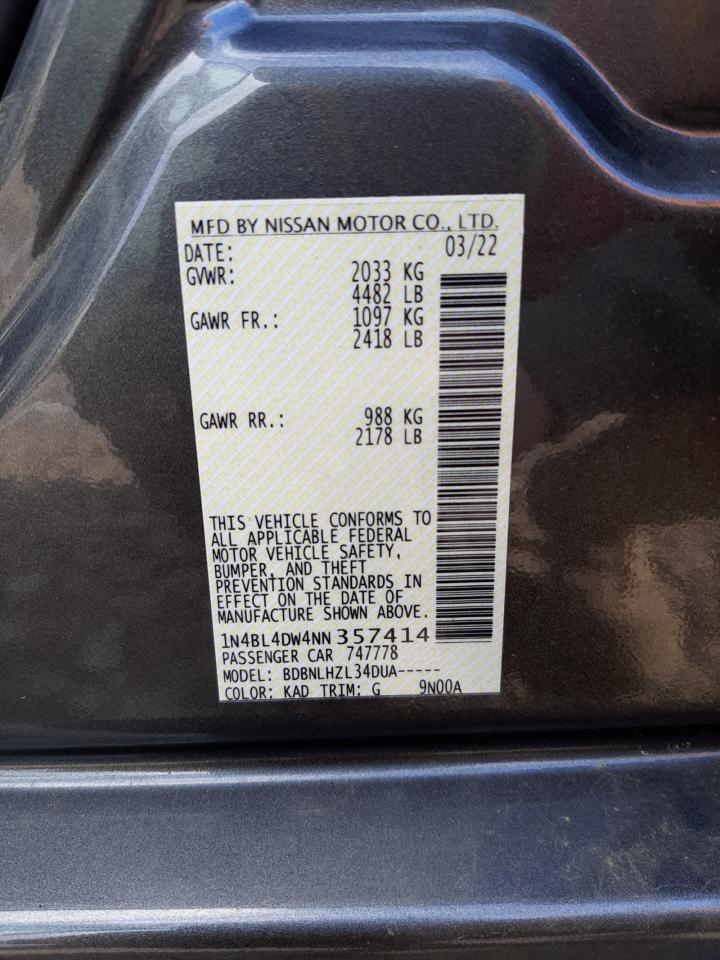 MFD BY NISSAN MOTOR CO., LTD.
DATE: 03/22
GVWR: 2033 KG
4482 LB
GAWR FR.: 1097 KG
2418 LB
GAWR RR.: 988 KG
2178 LB
THIS VEHICLE CONFORMS TO
ALL APPLICABLE FEDERAL
MOTOR VEHICLE SAFETY,
BUMPER, AND THEFT
PREVENTION STANDARDS IN
EFFECT ON THE DATE OF
MANUFACTURE SHOWN ABOVE.
1N4BL4DW4NN357414
PASSENGER CAR 747778
MODEL: BDBNLHZL34DUA-----
COLOR: KAD TRIM: G 9N00A